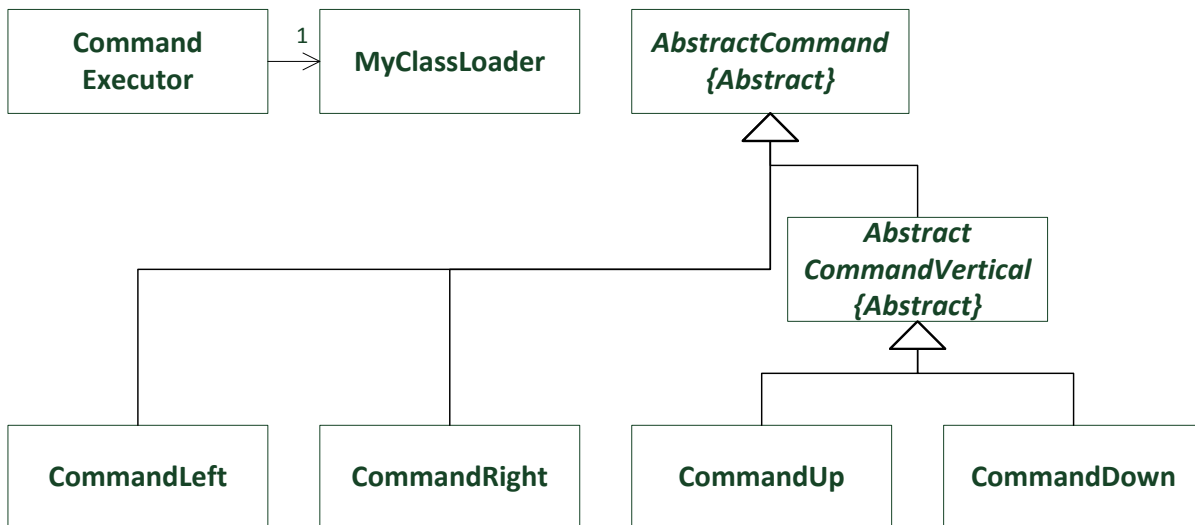 Command
Executor
1
MyClassLoader
AbstractCommand
{Abstract}
Abstract
CommandVertical
{Abstract}
CommandLeft
CommandRight
CommandUp
CommandDown